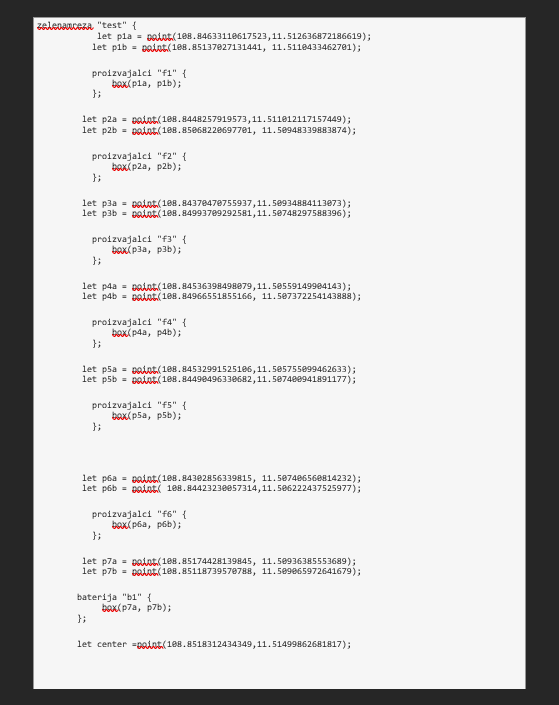 zelenamreza "test" {
let p1a = point(108.84633110617523,11.512636872186619);
let p1b = point(108.85137027131441, 11.5110433462701);
proizvajalci "f1" {
box(p1a, p1b);
};
let p2a = point(108.8448257919573,11.511012117157449);
let p2b = point(108.85068220697701, 11.50948339883874);
proizvajalci "f2" {
box(p2a, p2b);
};
let p3a = point(108.84370470755937,11.50934884113073);
let p3b = point(108.84993709292581,11.50748297588396);
proizvajalci "f3" {
box(p3a, p3b);
};
let p4a = point(108.84536398498079,11.50559149904143);
let p4b = point(108.84966551855166, 11.507372254143888);
proizvajalci "f4" {
box(p4a, p4b);
};
let p5a = point(108.84532991525106,11.505755099462633);
let p5b = point(108.84490496330682,11.507400941891177);
proizvajalci "f5" {
box(p5a, p5b);
};
let p6a = point(108.84302856339815, 11.507406560814232);
let p6b = point( 108.84423230057314,11.506222437525977);
proizvajalci "f6" {
box(p6a, p6b);
};
let p7a = point(108.85174428139845, 11.50936385553689);
let p7b = point(108.85118739570788, 11.509065972641679);
baterija "b1" {
box(p7a, p7b);
};
let center =point(108.8518312434349,11.51499862681817);